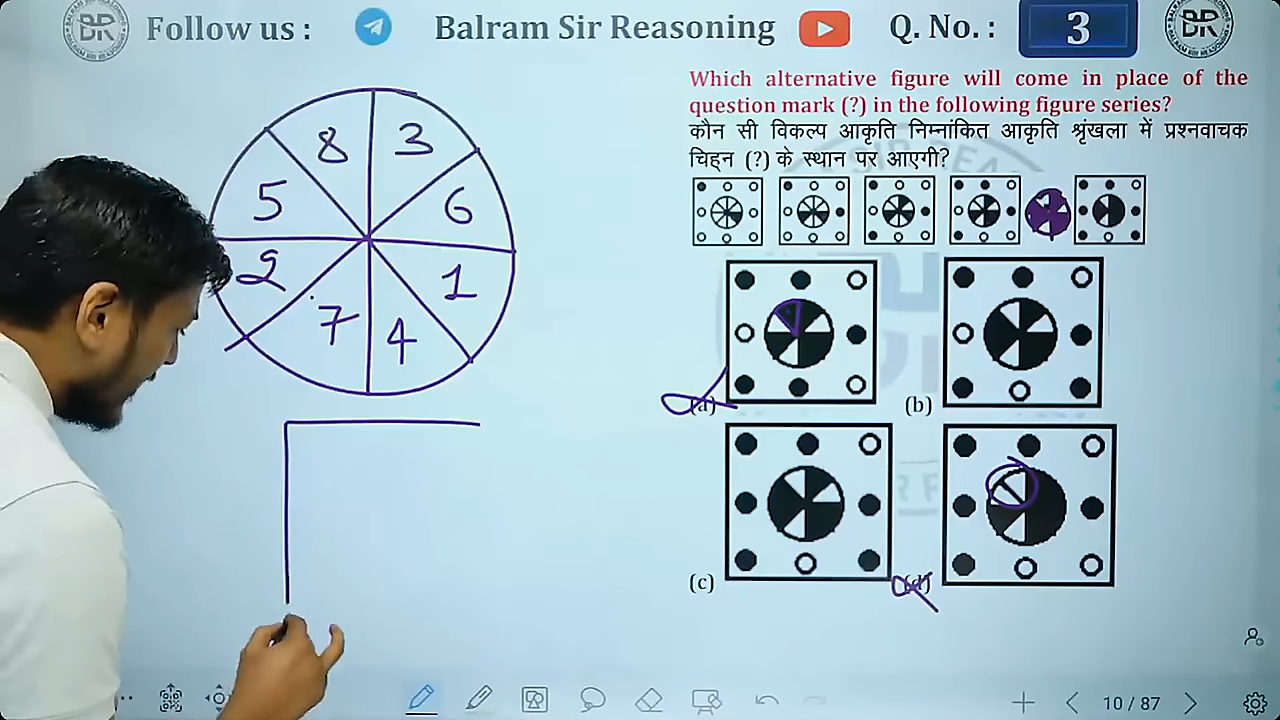 BR
Follow us :
Balram Sir Reasoning
Q. No. :
3
BR
Which alternative figure will come in place of the
question mark (?) in the following figure series?
कौन सी विकल्प आकृति निम्नांकित आकृति श्रृंखला में प्रश्नवाचक
चिह्न (?) के स्थान पर आएगी?
8 3
5 6
2 1
7 4
(a)
(b)
(c)
(d)
10 / 87